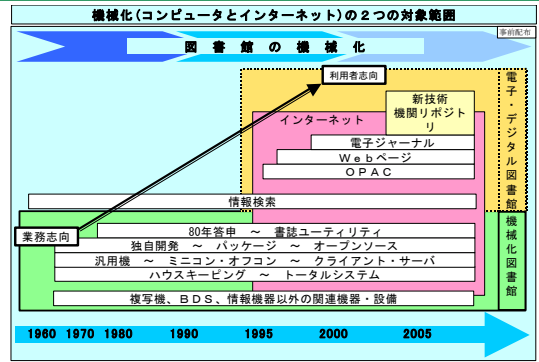 機械化(コンピュータとインターネット)の2つの対象範囲
事前配布
図書館の機械化
利用者志向
新技術
機関リポジト
リ
インターネット
電子ジャーナル
Webページ
OPAC
電子・デジタル図書館
情報検索
業務志向
80年答申 ~ 書誌ユーティリティ
独自開発 ~ パッケージ ~ オープンソース
汎用機 ~ ミニコン・オフコン ~ クライアント・サーバ
ハウスキーピング ~ トータルシステム
複写機、BDS、情報機器以外の関連機器・設備
機械化図書館
1960 1970 1980 1990 1995 2000 2005